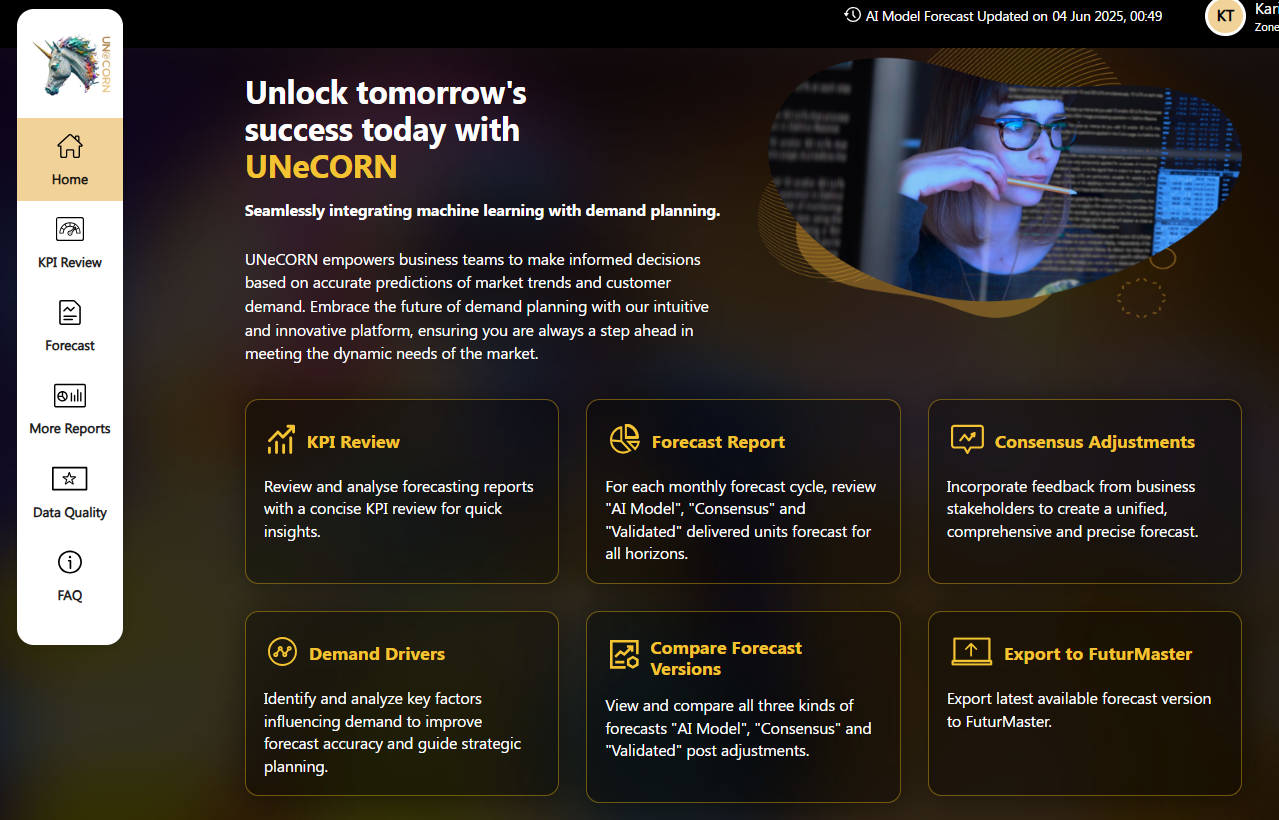 AI Model Forecast Updated on 04 Jun 2025, 00:49
KT
Zone
UNeCORN
Home
KPI Review
Forecast
More Reports
Data Quality
FAQ
Unlock tomorrow's
success today with
UNeCORN
Seamlessly integrating machine learning with demand planning.
UNeCORN empowers business teams to make informed decisions
based on accurate predictions of market trends and customer
demand. Embrace the future of demand planning with our intuitive
and innovative platform, ensuring you are always a step ahead in
meeting the dynamic needs of the market.
KPI Review
Review and analyse forecasting reports
with a concise KPI review for quick
insights.
Forecast Report
For each monthly forecast cycle, review
"AI Model", "Consensus" and
"Validated" delivered units forecast for
all horizons.
Consensus Adjustments
Incorporate feedback from business
stakeholders to create a unified,
comprehensive and precise forecast.
Demand Drivers
Identify and analyze key factors
influencing demand to improve
forecast accuracy and guide strategic
planning.
Compare Forecast
Versions
View and compare all three kinds of
forecasts "AI Model", "Consensus" and
"Validated" post adjustments.
Export to FuturMaster
Export latest available forecast version
to FuturMaster.